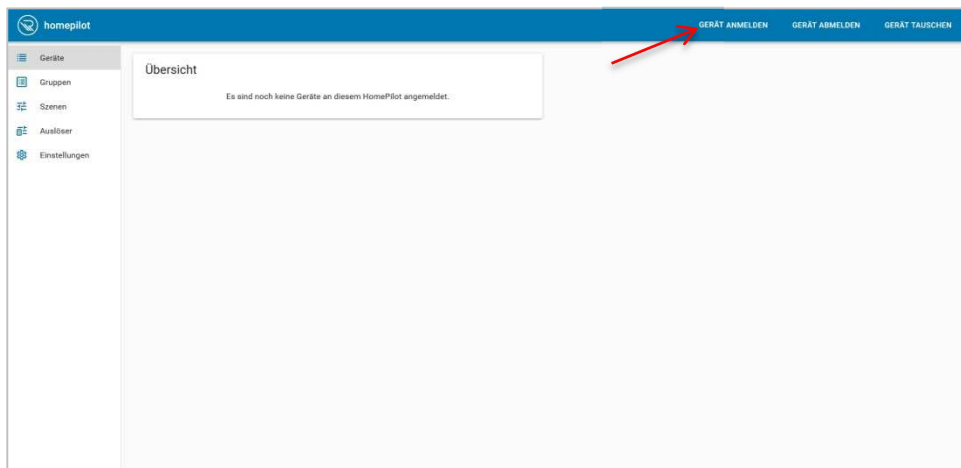 homepilot
GERÄT ANMELDEN
GERÄT ABMELDEN
GERÄT TAUSCHEN
Geräte
Gruppen
Szenen
Auslöser
Einstellungen
Übersicht
Es sind noch keine Geräte an diesem HomePilot angemeldet.